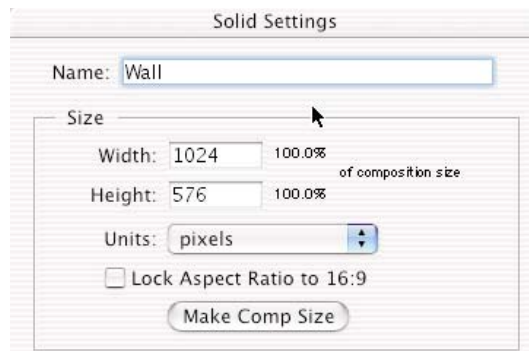 Solid Settings
Name: Wall
Size
Width: 1024 100.0%
of composition size
Height: 576 100.0%
Units: pixels
Lock Aspect Ratio to 16:9
Make Comp Size